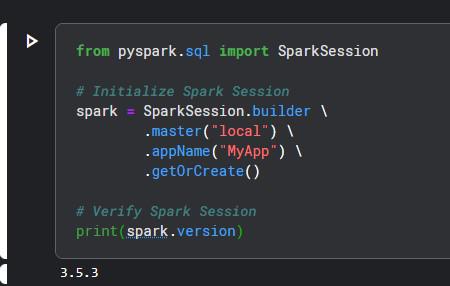 from pyspark.sql import SparkSession
# Initialize Spark Session
spark = SparkSession.builder \
.master("local") \
.appName("MyApp") \
.getOrCreate()
# Verify Spark Session
print(spark.version)
3.5.3